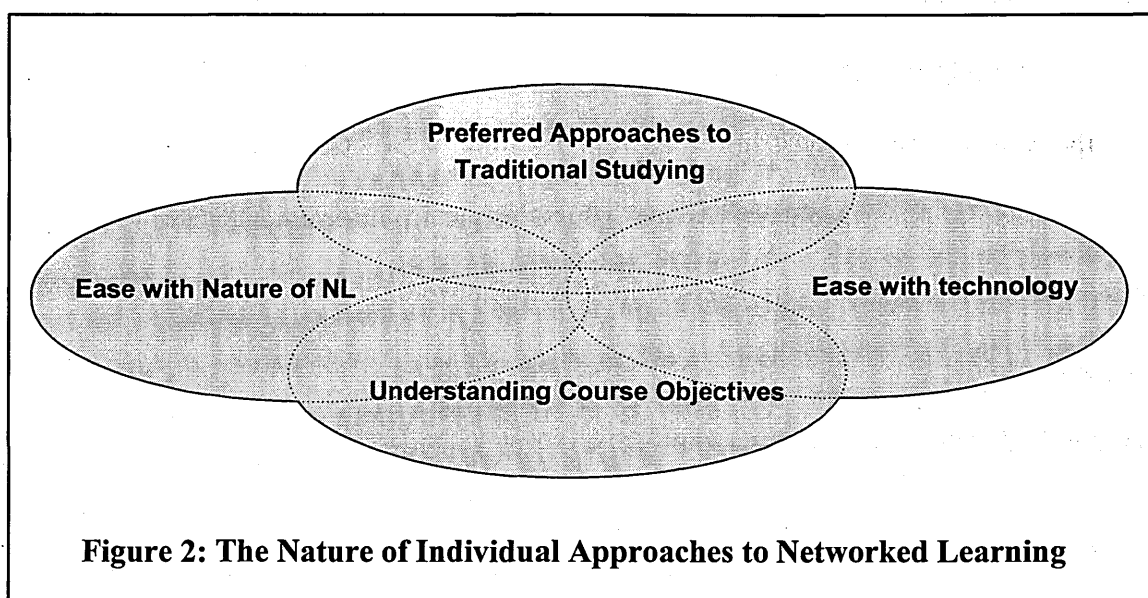 Preferred Approaches to
Traditional Studying
Ease with Nature of NL
Ease with technology
Understanding Course Objectives
Figure 2: The Nature of Individual Approaches to Networked Learning